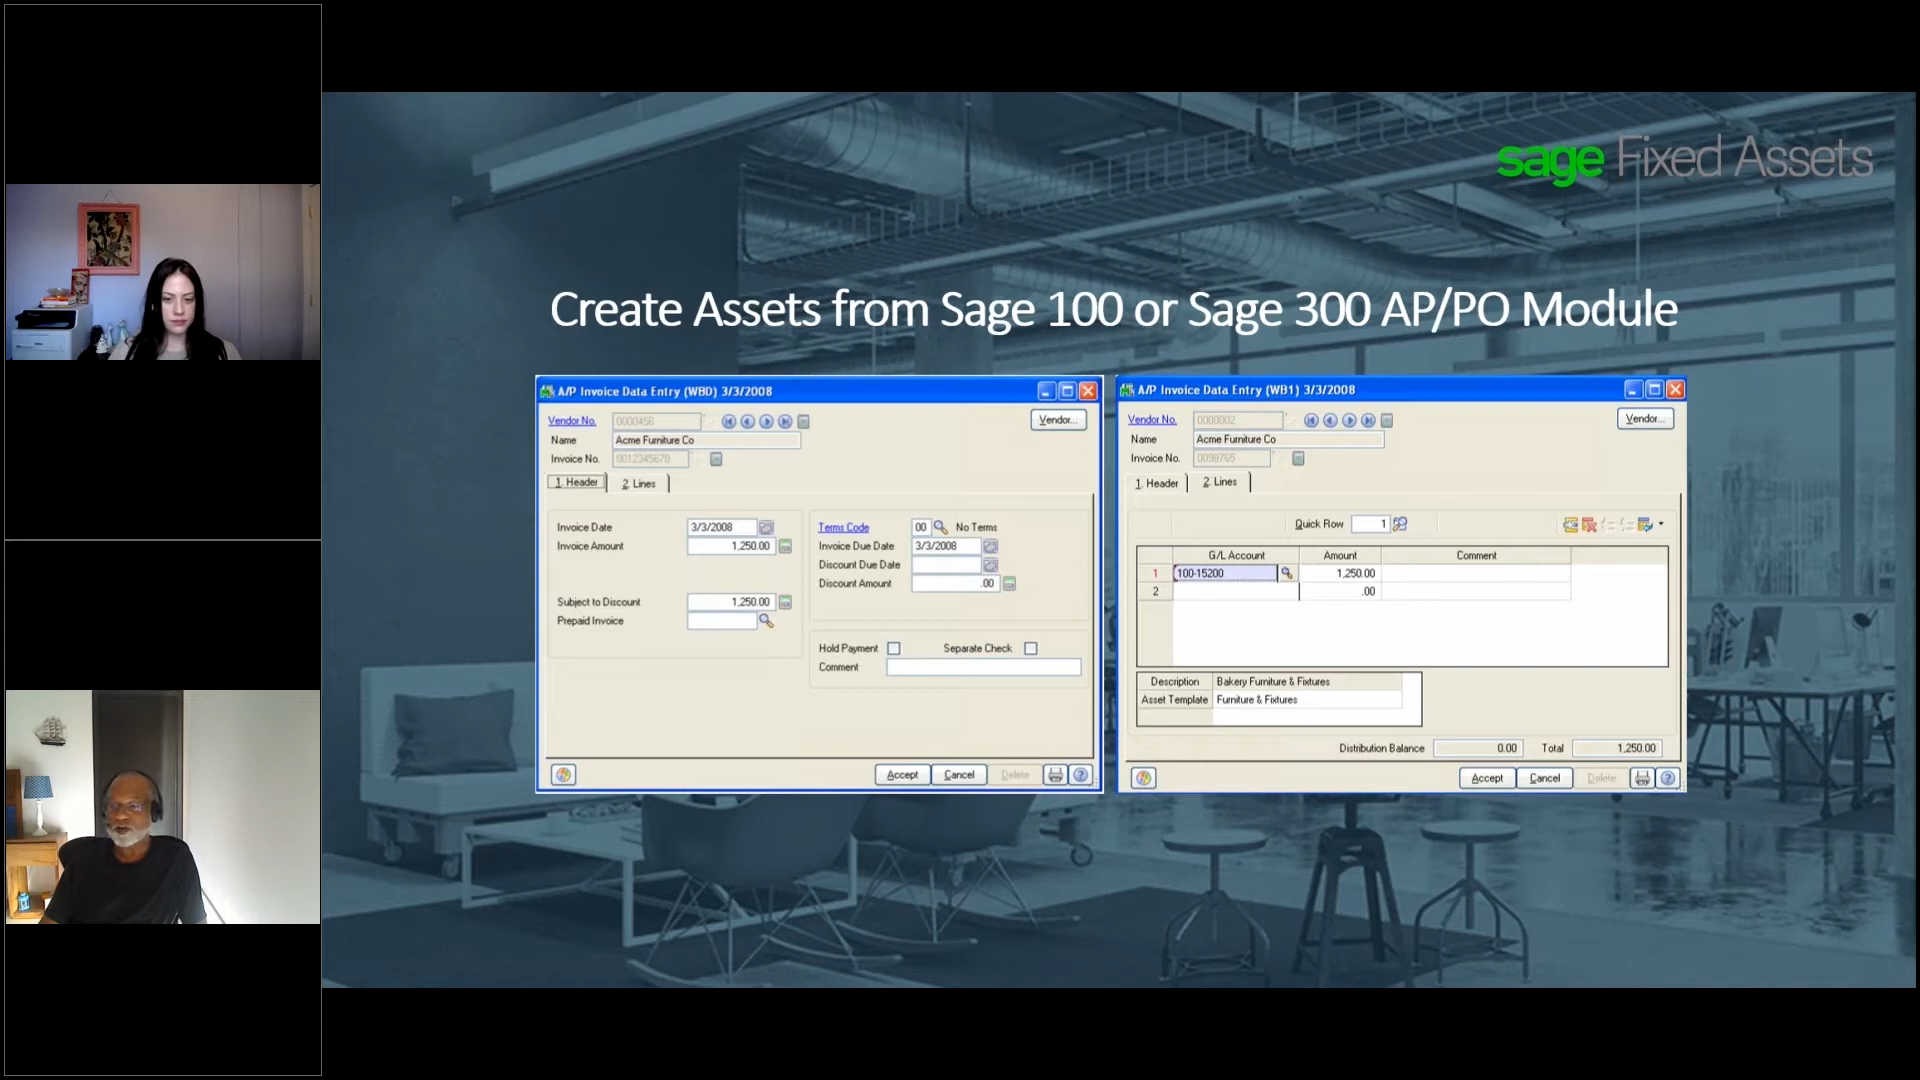 sage Fixed Assets
Create Assets from Sage 100 or Sage 300 AP/PO Module
A/P Invoice Data Entry (WBD) 3/3/2008
Vendor No. 0000456 Vendor...
Name Acme Furniture Co
Invoice No. 0012345678
1. Header 2. Lines
Invoice Date 3/3/2008 Terms Code 00 No Terms
Invoice Amount 1,250.00 Invoice Due Date 3/3/2008
Discount Due Date
Discount Amount .00
Subject to Discount 1,250.00
Prepaid Invoice
Hold Payment Separate Check
Comment
Accept Cancel Delete
A/P Invoice Data Entry (WB1) 3/3/2008
Vendor No. 0000002 Vendor...
Name Acme Furniture Co
Invoice No. 0098765
1. Header 2. Lines
Quick Row 1
G/L Account Amount Comment
1 100-15200 1,250.00
2 .00
Description Bakery Furniture & Fixtures
Asset Template Furniture & Fixtures
Distribution Balance 0.00 Total 1,250.00
Accept Cancel Delete